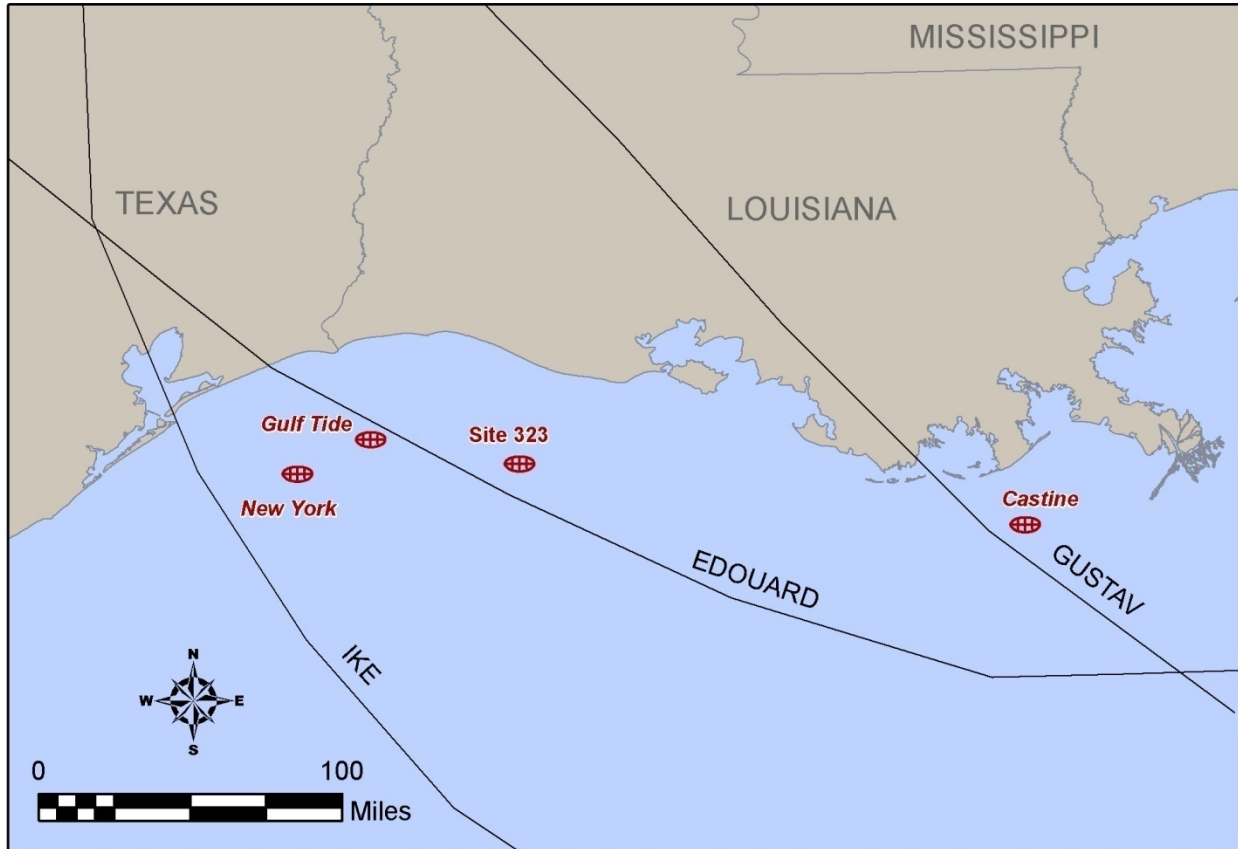 MISSISSIPPI
TEXAS
LOUISIANA
Gulf Tide
Site 323
New York
Castine
EDOUARD
GUSTAV
IKE
N
W E
S
0 100
Miles